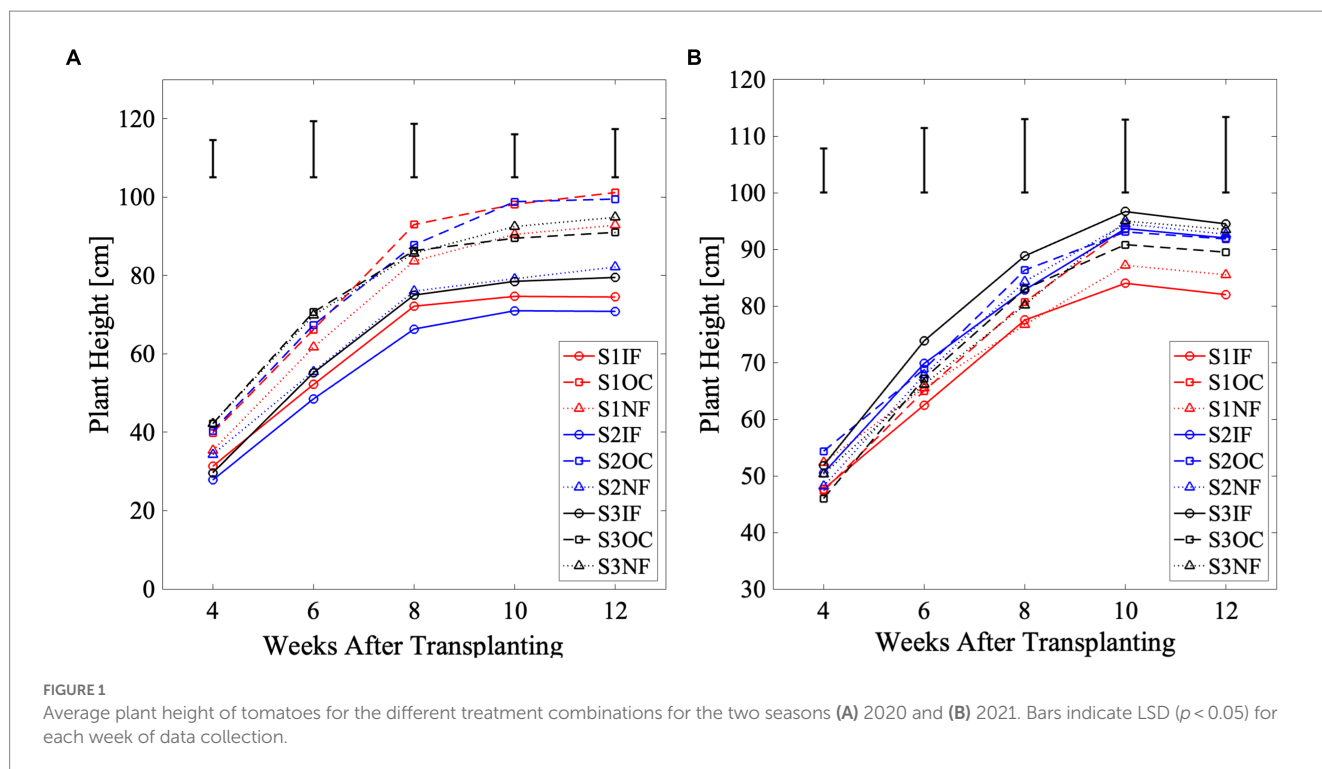 A
120
100
80
60
40
20
0
Plant Height [cm]
4 6 8 10 12
Weeks After Transplanting
S1IF
S1OC
S1NF
S2IF
S2OC
S2NF
S3IF
S3OC
S3NF
B
120
110
100
90
80
70
60
50
40
30
Plant Height [cm]
4 6 8 10 12
Weeks After Transplanting
S1IF
S1OC
S1NF
S2IF
S2OC
S2NF
S3IF
S3OC
S3NF
FIGURE 1
Average plant height of tomatoes for the different treatment combinations for the two seasons (A) 2020 and (B) 2021. Bars indicate LSD (p < 0.05) for
each week of data collection.